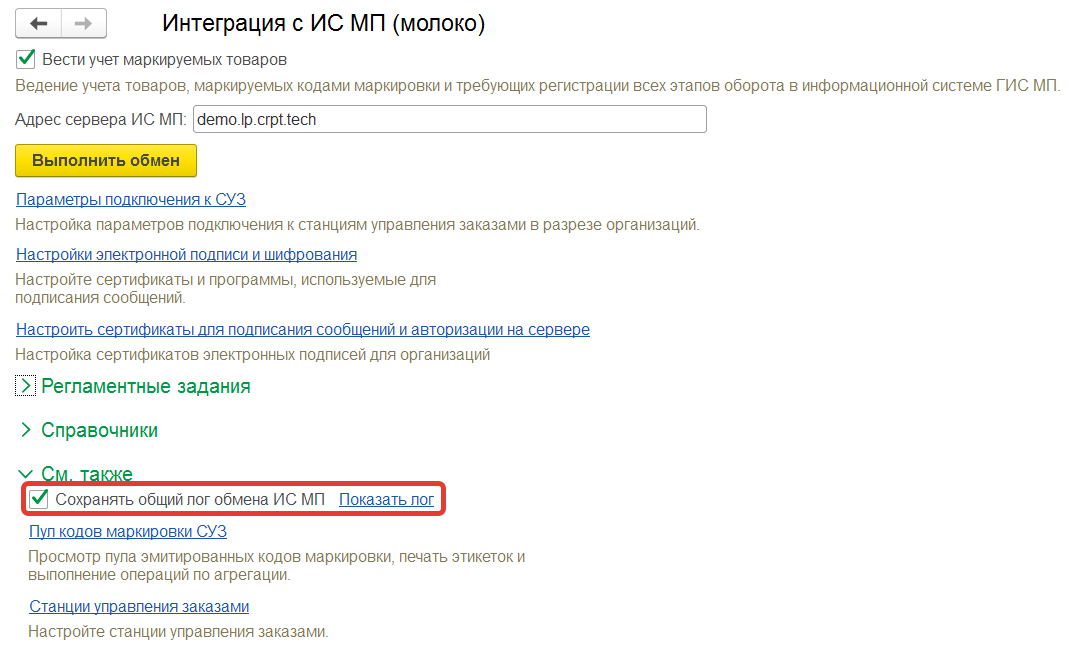 Интеграция с ИС МП (молоко)
Вести учет маркируемых товаров
Ведение учета товаров, маркируемых кодами маркировки и требующих регистрации всех этапов оборота в информационной системе ГИС МП.
Адрес сервера ИС МП: demo.lp.crpt.tech
Выполнить обмен
Параметры подключения к СУЗ
Настройка параметров подключения к станциям управления заказами в разрезе организаций.
Настройки электронной подписи и шифрования
Настройте сертификаты и программы, используемые для
подписания сообщений.
Настроить сертификаты для подписания сообщений и авторизации на сервере
Настройка сертификатов электронных подписей для организаций
Регламентные задания
Справочники
См. также
Сохранять общий лог обмена ИС МП Показать лог
Пул кодов маркировки СУЗ
Просмотр пула эмитированных кодов маркировки, печать этикеток и
выполнение операций по агрегации.
Станции управления заказами
Настройте станции управления заказами.